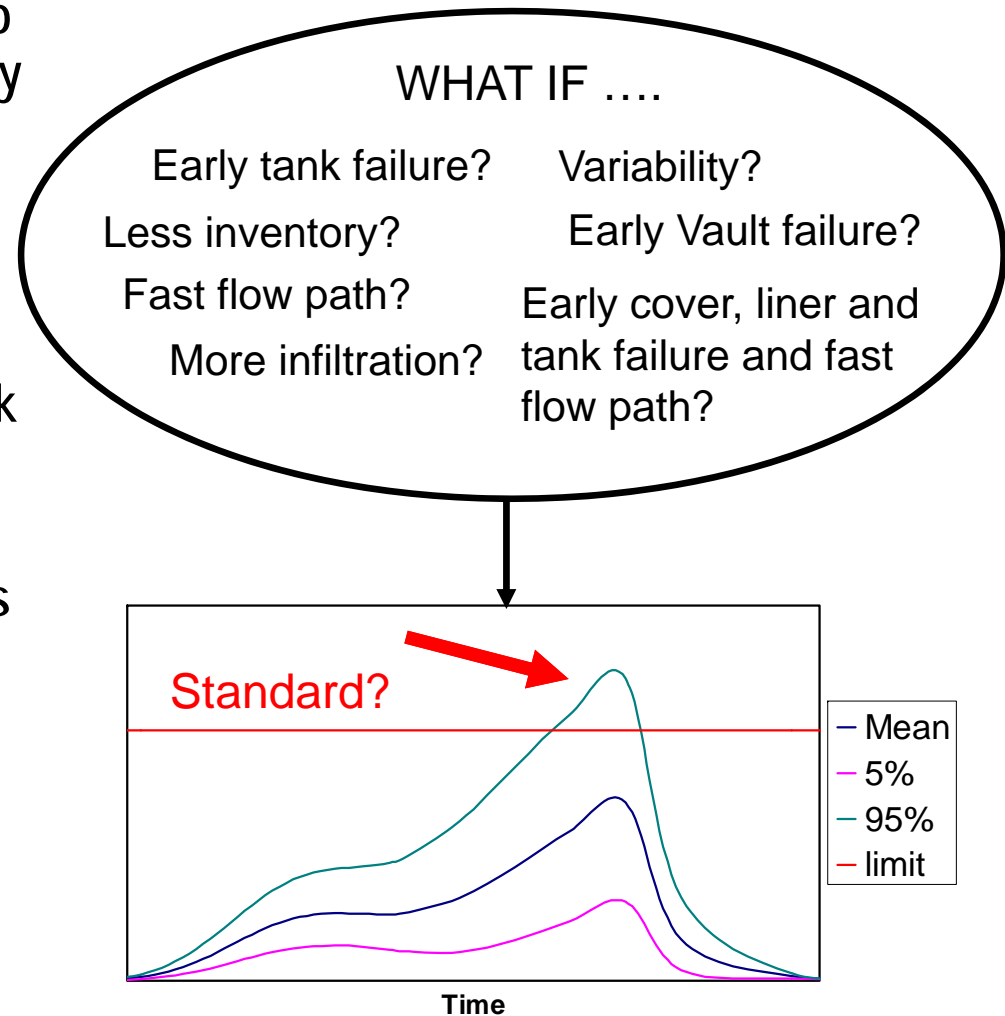 WHAT IF ....
Early tank failure?
Less inventory?
Fast flow path?
More infiltration?
Variability?
Early Vault failure?
Early cover, liner and
tank failure and fast
flow path?
Standard?
Mean
5%
95%
limit
Time